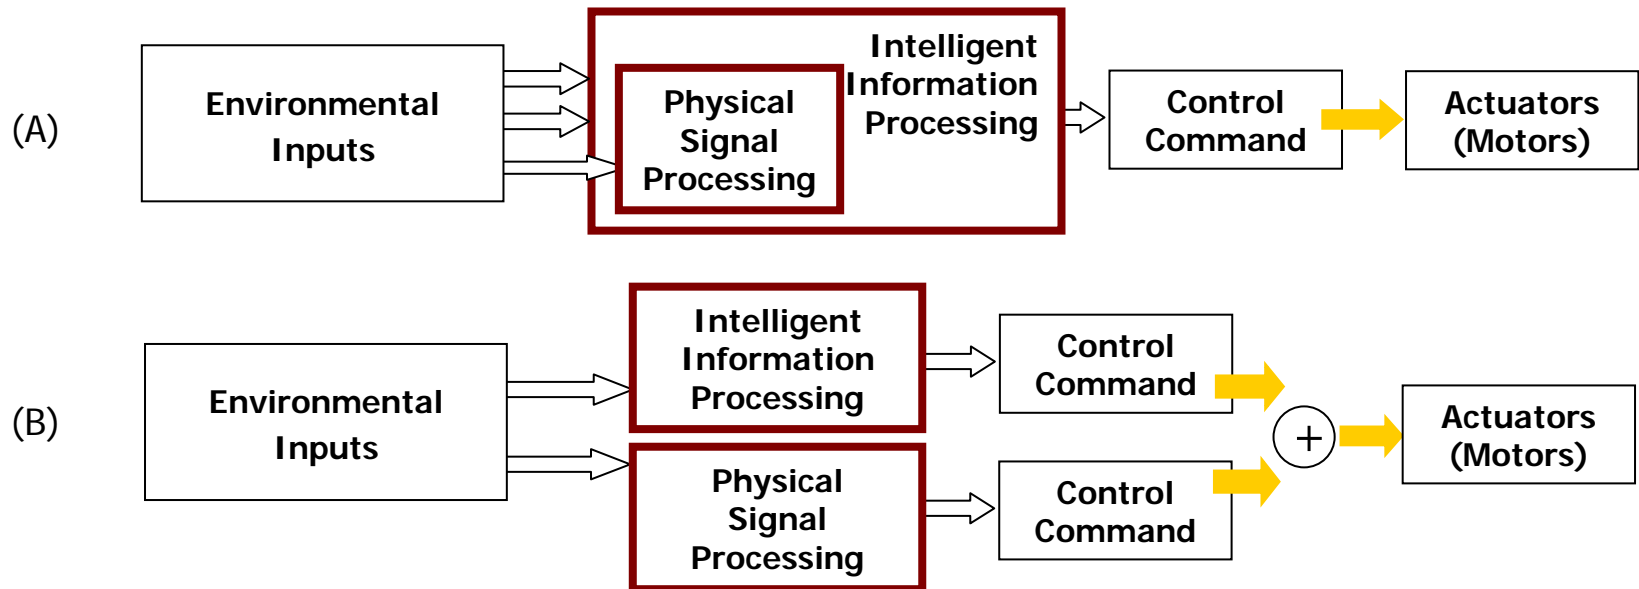 (A)
Environmental
Inputs
Physical
Signal
Processing
Intelligent
Information
Processing
Control
Command
Actuators
(Motors)
(B)
Environmental
Inputs
Intelligent
Information
Processing
Physical
Signal
Processing
Control
Command
Control
Command
+
Actuators
(Motors)